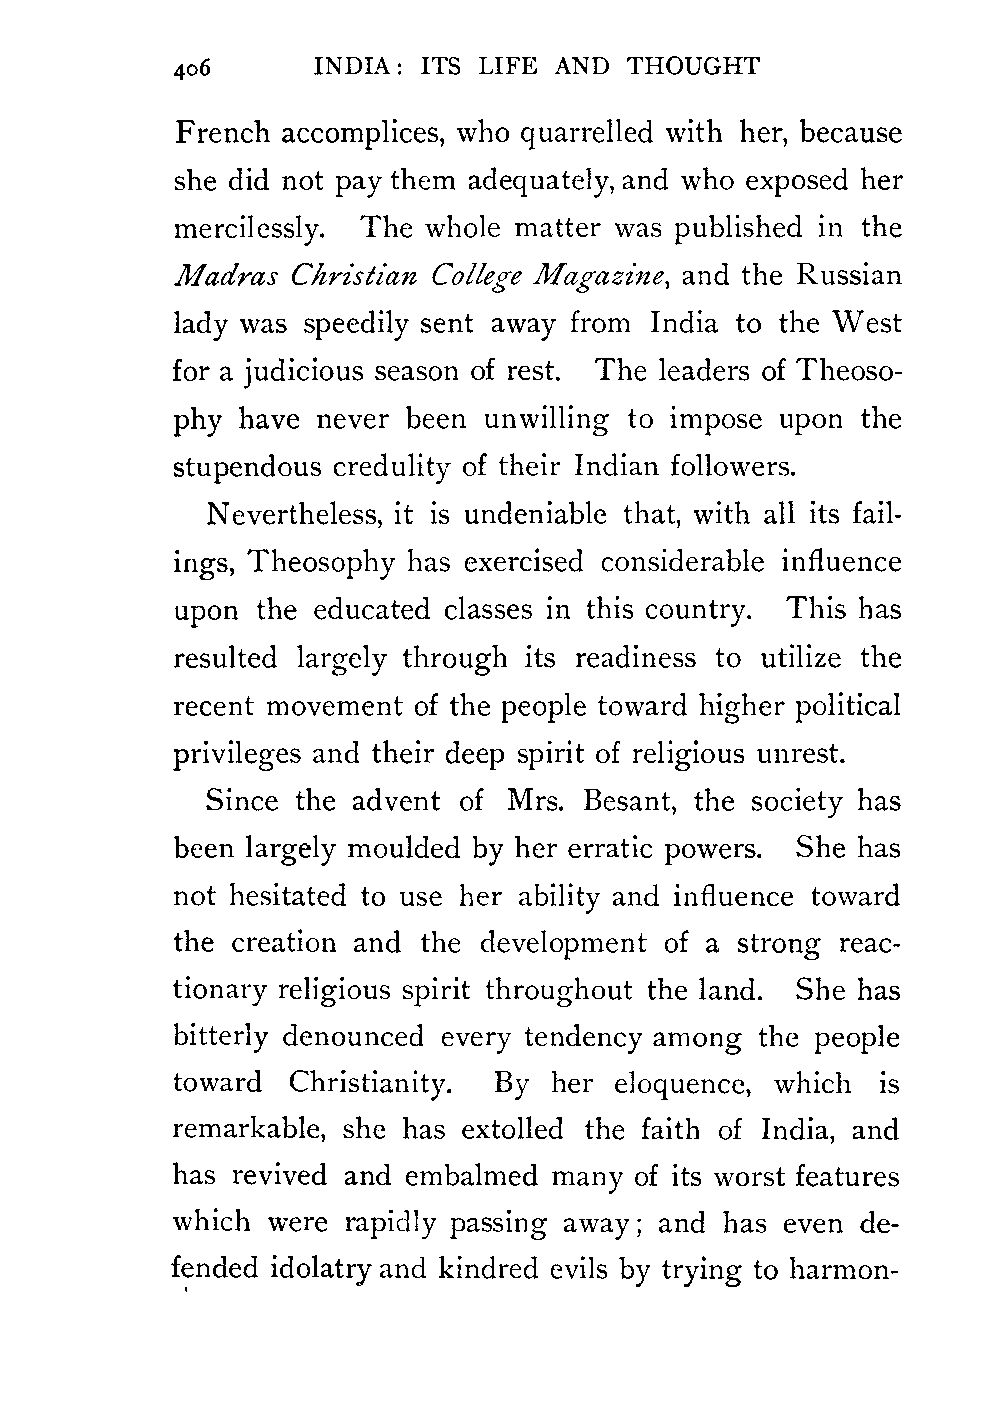 406 INDIA: ITS LIFE AND THOUGHT
French accomplices, who quarrelled with her, because
she did not pay them adequately, and who exposed her
mercilessly. The whole matter was published in the
Madras Christian College Magazine, and the Russian
lady was speedily sent away from India to the West
for a judicious season of rest. The leaders of Theoso-
phy have never been unwilling to impose upon the
stupendous credulity of their Indian followers.
Nevertheless, it is undeniable that, with all its fail-
ings, Theosophy has exercised considerable influence
upon the educated classes in this country. This has
resulted largely through its readiness to utilize the
recent movement of the people toward higher political
privileges and their deep spirit of religious unrest.
Since the advent of Mrs. Besant, the society has
been largely moulded by her erratic powers. She has
not hesitated to use her ability and influence toward
the creation and the development of a strong reac-
tionary religious spirit throughout the land. She has
bitterly denounced every tendency among the people
toward Christianity. By her eloquence, which is
remarkable, she has extolled the faith of India, and
has revived and embalmed many of its worst features
which were rapidly passing away; and has even de-
fended idolatry and kindred evils by trying to harmon-